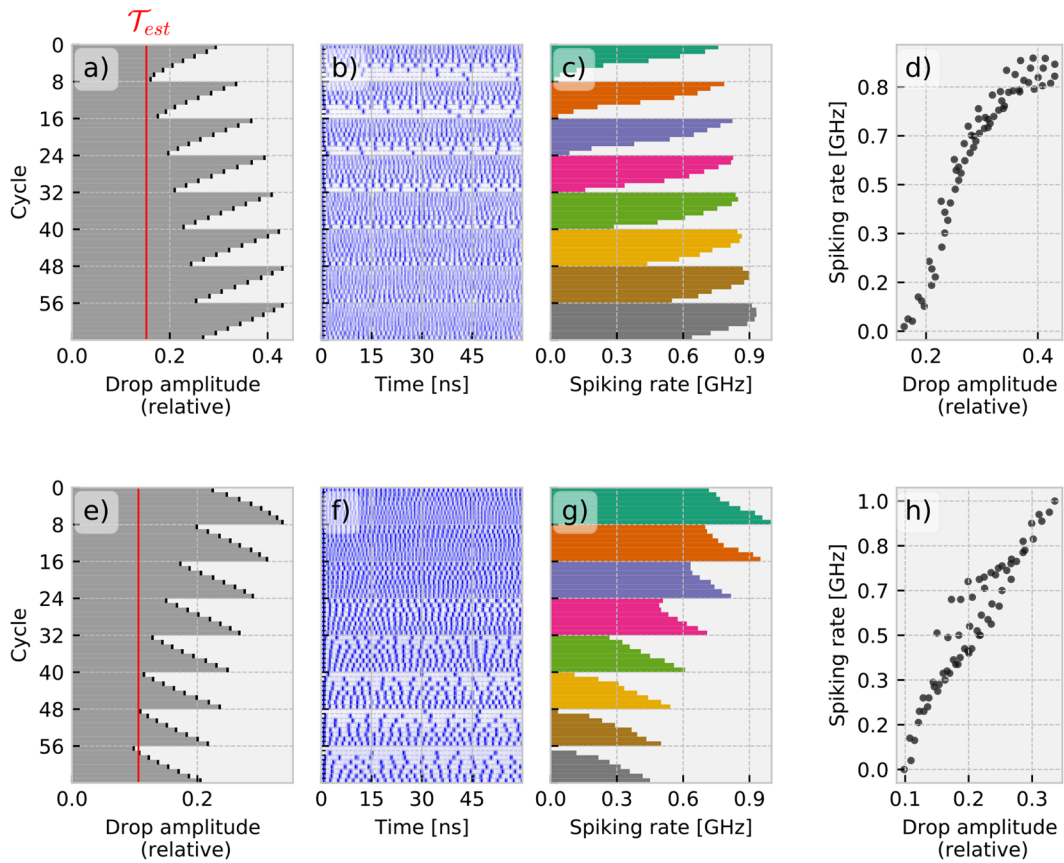 𝒯est
a)
b)
c)
d)
0
8
16
24
32
40
48
56
Cycle
0.0
0.2
0.4
Drop amplitude
(relative)
0
15
30
45
Time [ns]
0.0
0.3
0.6
0.9
Spiking rate [GHz]
0.8
0.7
0.5
0.3
0.2
0.0
Spiking rate [GHz]
0.2
0.3
0.4
Drop amplitude
(relative)
e)
f)
g)
h)
0
8
16
24
32
40
48
56
Cycle
0.0
0.2
Drop amplitude
(relative)
0
15
30
45
Time [ns]
0.0
0.3
0.6
0.9
Spiking rate [GHz]
1.0
0.8
0.7
0.5
0.3
0.2
0.0
Spiking rate [GHz]
0.1
0.2
0.3
Drop amplitude
(relative)